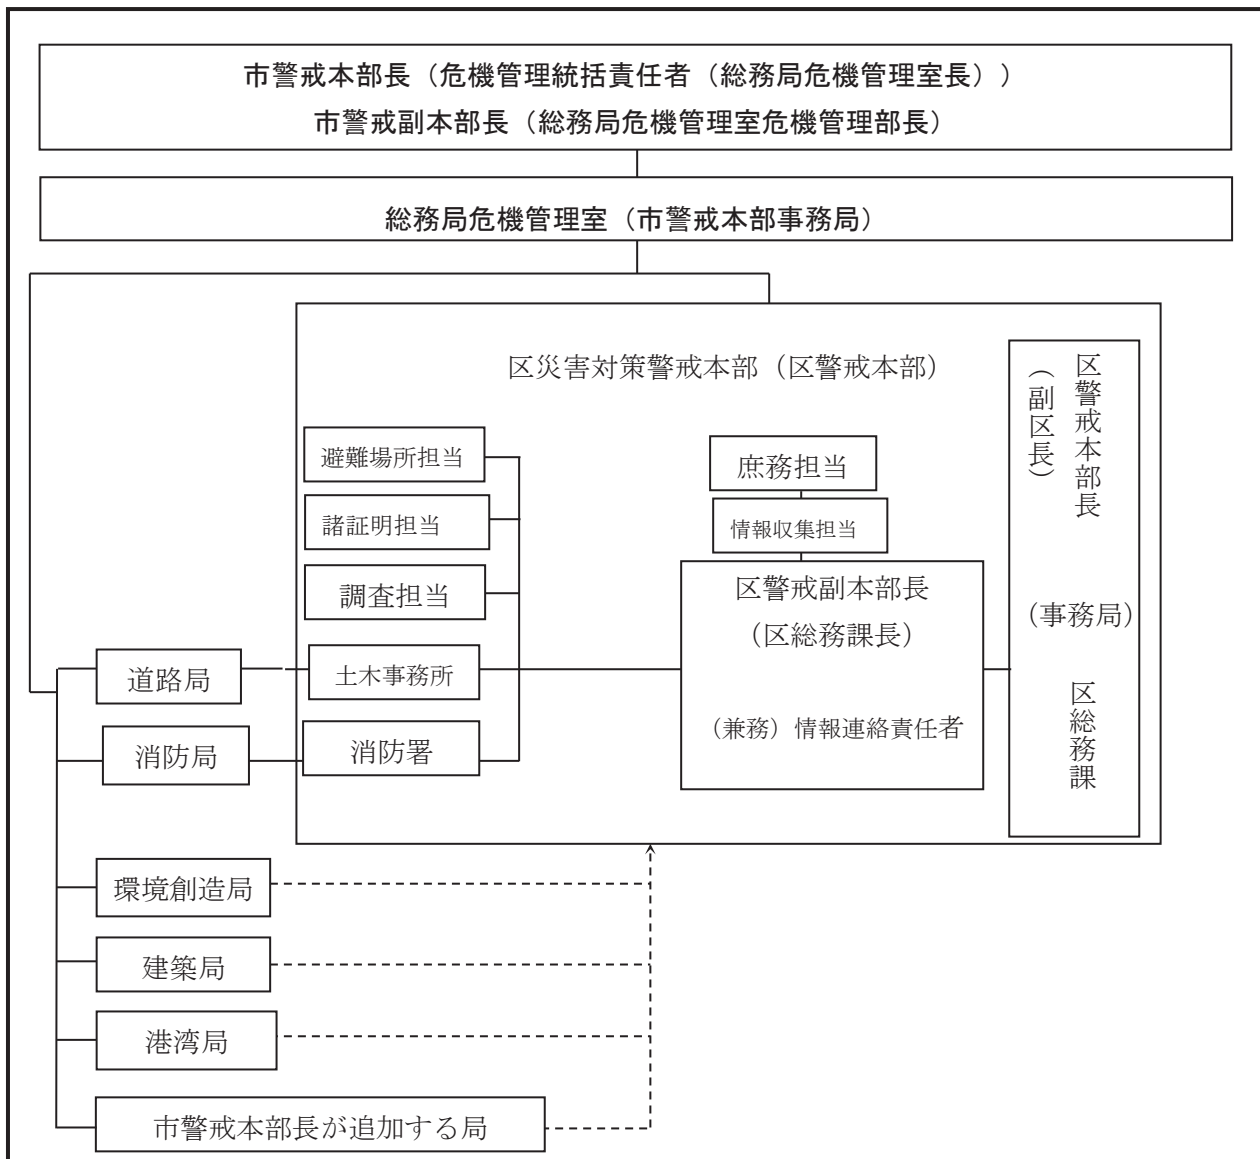 市警戒本部長（危機管理統括責任者（総務局危機管理室長））
市警戒副本部長（総務局危機管理室危機管理部長）
総務局危機管理室（市警戒本部事務局）
区災害対策警戒本部（区警戒本部）
区警戒本部長
（副区長）
（事務局）
区総務課
避難場所担当
諸証明担当
調査担当
土木事務所
消防署
庶務担当
情報収集担当
区警戒副本部長
（区総務課長）
（兼務）情報連絡責任者
道路局
消防局
環境創造局
建築局
港湾局
市警戒本部長が追加する局